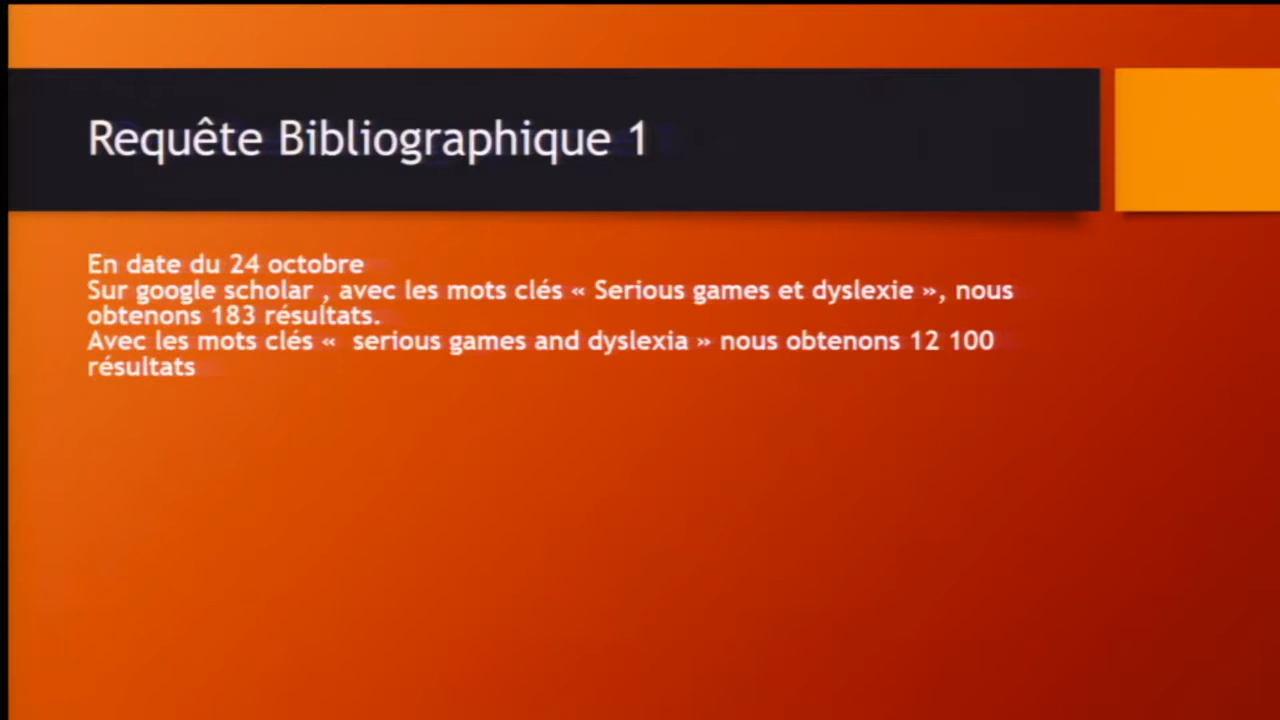 Requête Bibliographique 1
En date du 24 octobre
Sur google scholar , avec les mots clés « Serious games et dyslexie », nous
obtenons 183 résultats.
Avec les mots clés «  serious games and dyslexia » nous obtenons 12 100
résultats